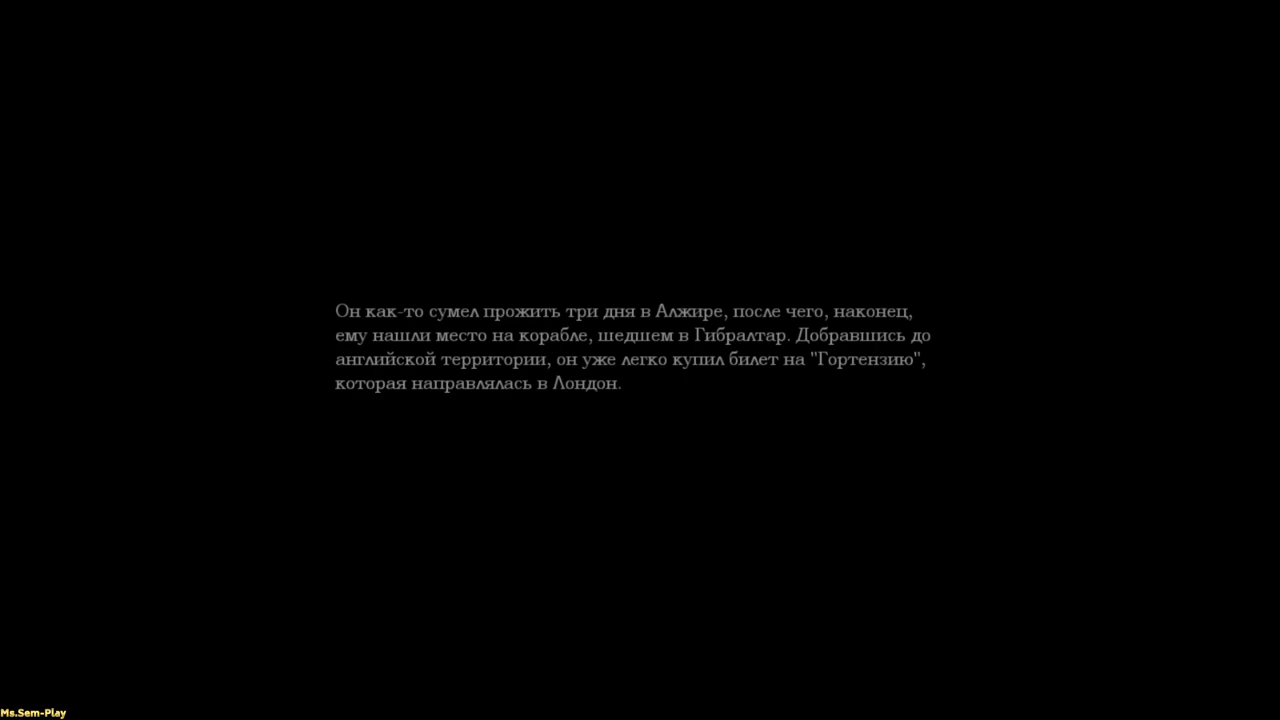 Он как-то сумел прожить три дня в Алжире, после чего, наконец,
ему нашли место на корабле, шедшем в Гибралтар. Добравшись до
английской территории, он уже легко купил билет на "Гортензию",
которая направлялась в Лондон.
Ms.Sem-Play